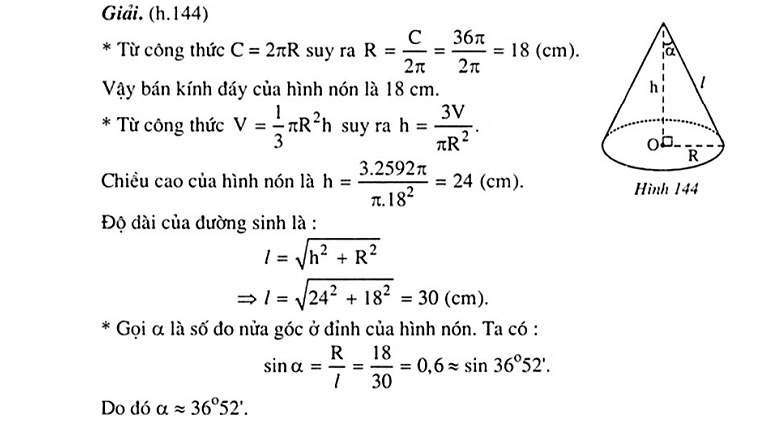 Giải. (h.144)
* Từ công thức C = 2πR suy ra R = C/2π = 36π/2π = 18 (cm).
Vậy bán kính đáy của hình nón là 18 cm.
* Từ công thức V = 1/3 πR²h suy ra h = 3V/πR².
Chiều cao của hình nón là h = 3.2592π/π.18² = 24 (cm).
Độ dài của đường sinh là :
l = √(h² + R²)
⇒ l = √(24² + 18²) = 30 (cm).
* Gọi α là số đo nửa góc ở đỉnh của hình nón. Ta có :
sin α = R/l = 18/30 = 0,6 ≈ sin 36°52'.
Do đó α ≈ 36°52'.
α
h
l
O
R
Hình 144